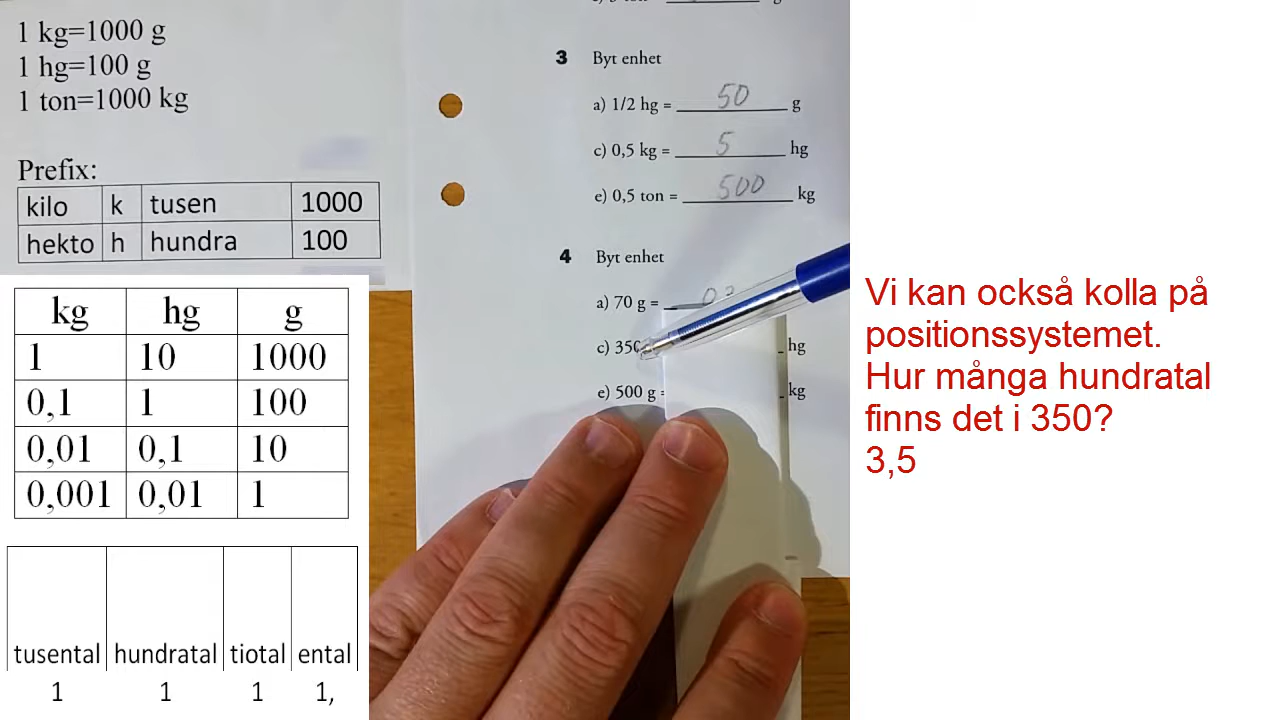 1 kg=1000 g
1 hg=100 g
1 ton=1000 kg
Prefix:
kilo k tusen 1000
hekto h hundra 100
kg hg g
1 10 1000
0,1 1 100
0,01 0,1 10
0,001 0,01 1
tusental hundratal tiotal ental
1 1 1 1,
3 Byt enhet
a) 1/2 hg = 50 g
c) 0,5 kg = 5 hg
e) 0,5 ton = 500 kg
4 Byt enhet
a) 70 g =
c) 350 hg
e) 500 g = kg
Vi kan också kolla på
positionssystemet.
Hur många hundratal
finns det i 350?
3,5